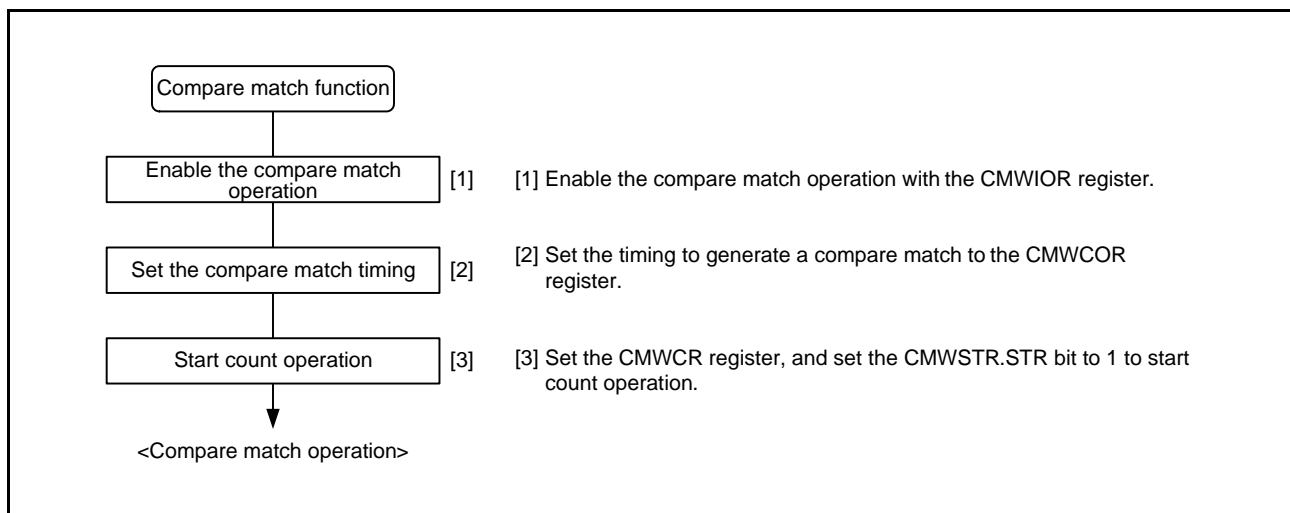 Compare match function
Enable the compare match
operation
[1]
[1] Enable the compare match operation with the CMWIOR register.
Set the compare match timing
[2]
[2] Set the timing to generate a compare match to the CMWCOR
register.
Start count operation
[3]
[3] Set the CMWCR register, and set the CMWSTR.STR bit to 1 to start
count operation.
<Compare match operation>